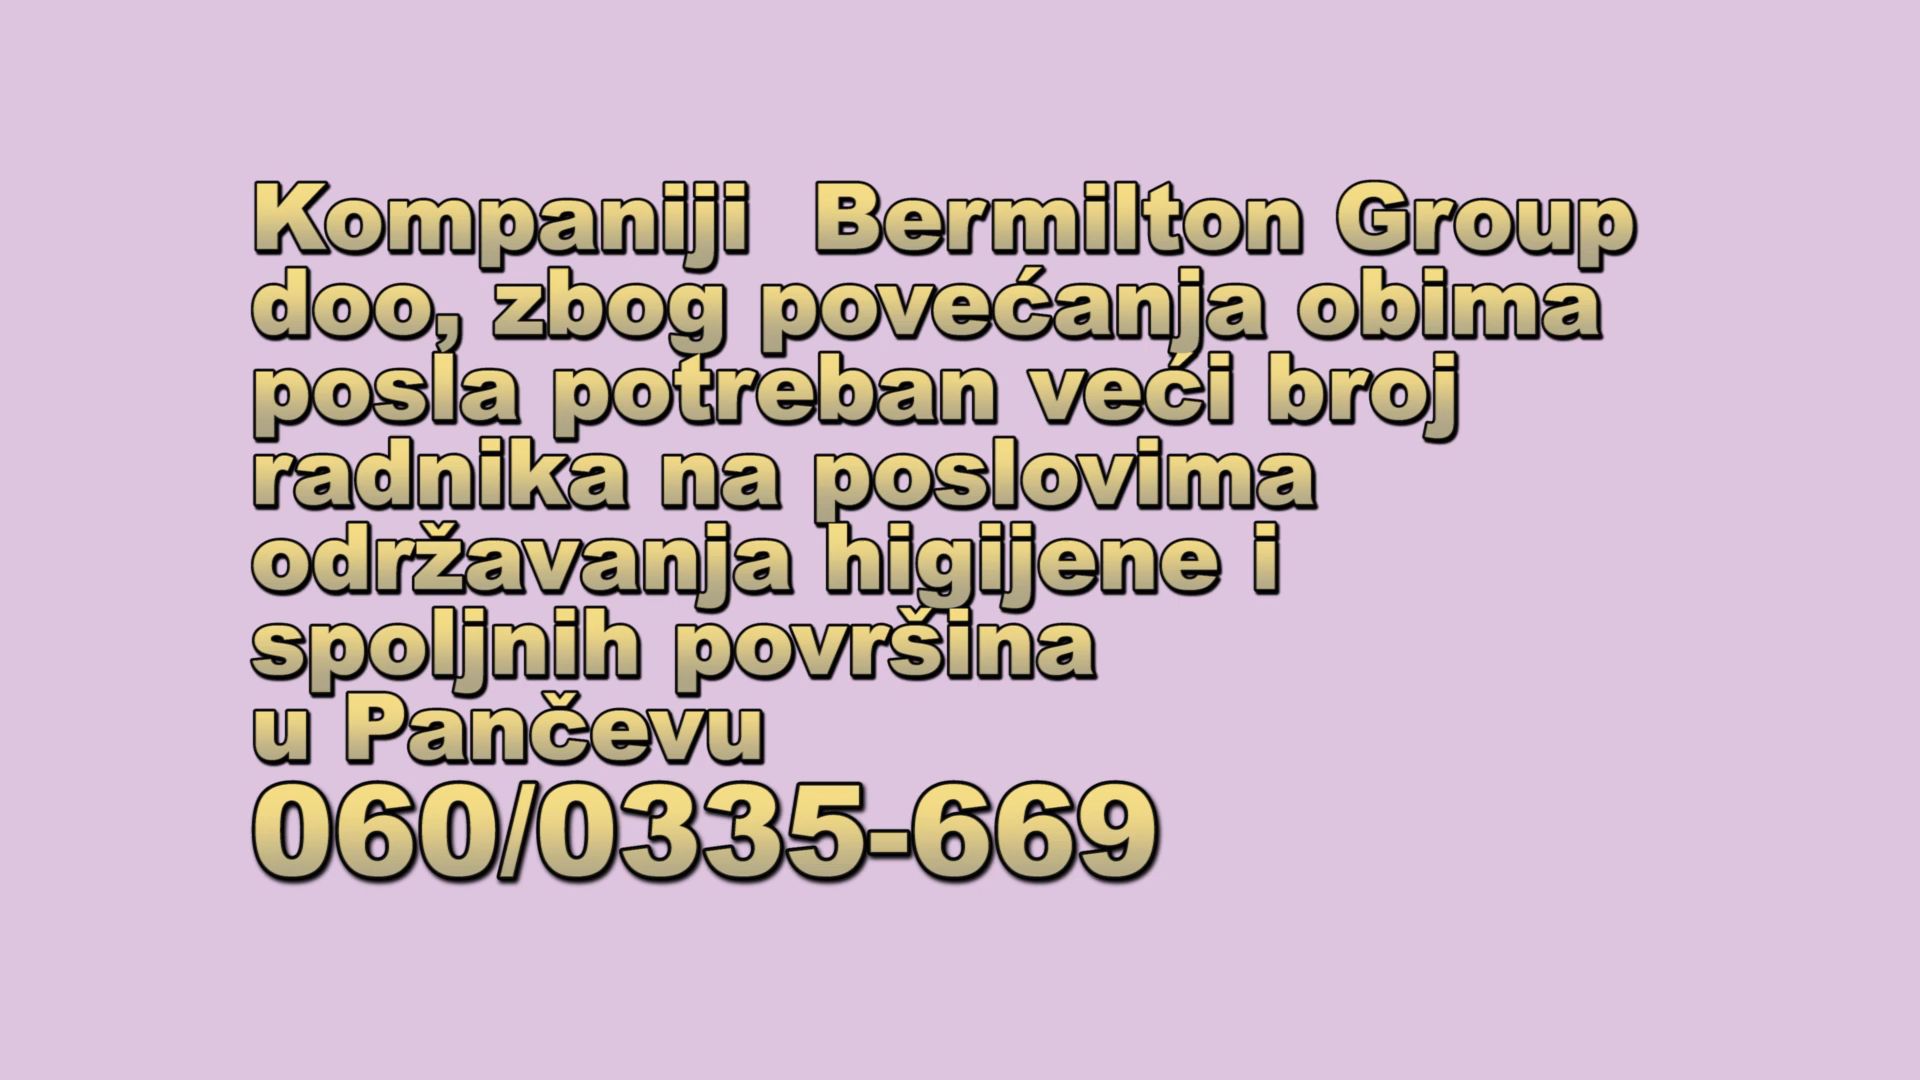 Kompaniji  Bermilton Group
doo, zbog povećanja obima
posla potreban veći broj
radnika na poslovima
održavanja higijene i
spoljnih površina
u Pančevu
060/0335-669